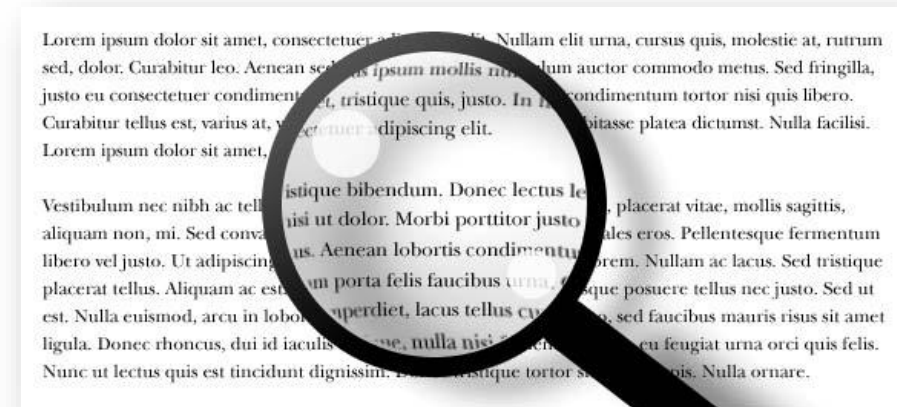 Lorem ipsum dolor sit amet, consectetuer Nullam elit urna, cursus quis, molestie at, rutrum
sed, dolor. Curabitur leo. Aenean ipsum mollis auctor commodo metus. Sed fringilla,
justo eu consectetuer tristique quis, justo. In condimentum tortor nisi quis libero.
Curabitur tellus est, varius at, adipiscing elit. platea dictumst. Nulla facilisi.
Lorem ipsum dolor sit amet,
Vestibulum nec nibh ac bibendum. Donec lectus placerat vitae, mollis sagittis,
aliquam non, mi. Sed ut dolor. Morbi porttitor justo eros. Pellentesque fermentum
libero vel justo. Ut adipiscing Aenean lobortis Nullam ac lacus. Sed tristique
placerat tellus. Aliquam ac porta felis faucibus urna, posuere tellus nec justo. Sed ut
est. Nulla euismod, arcu in lacus tellus sed faucibus mauris risus sit amet
ligula. Donec rhoncus, dui id iaculis nulla nisi eu feugiat urna orci quis felis.
Nunc ut lectus quis est tincidunt dignissim. tortor Nulla ornare.